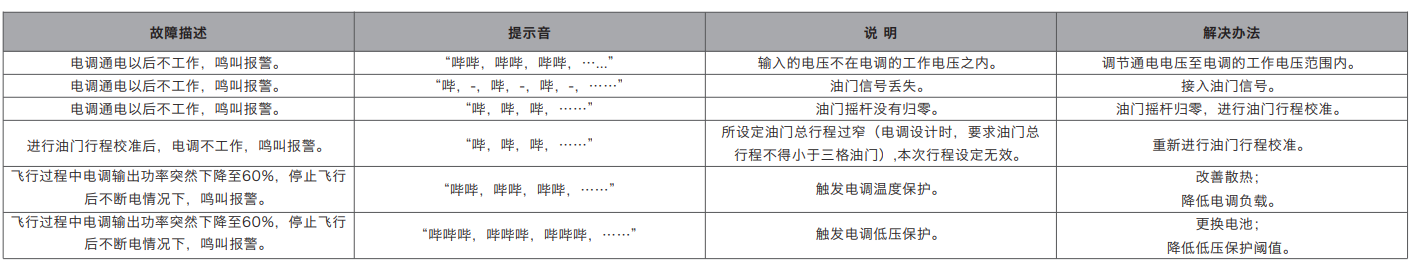 故障描述 提示音 说 明 解决办法
电调通电以后不工作，鸣叫报警。 “哔哔，哔哔，哔哔，…...” 输入的电压不在电调的工作电压之内。 调节通电电压至电调的工作电压范围内。
电调通电以后不工作，鸣叫报警。 “哔，-，哔，-，哔，-，……” 油门信号丢失。 接入油门信号。
电调通电以后不工作，鸣叫报警。 “哔，哔，哔，……” 油门摇杆没有归零。 油门摇杆归零，进行油门行程校准。
进行油门行程校准后，电调不工作，鸣叫报警。 “哔，哔，哔，……” 所设定油门总行程过窄（电调设计时，要求油门总
行程不得小于三格油门）,本次行程设定无效。 重新进行油门行程校准。
飞行过程中电调输出功率突然下降至60%，停止飞行
后不断电情况下，鸣叫报警。 “哔哔，哔哔，哔哔，……” 触发电调温度保护。 改善散热；
降低电调负载。
飞行过程中电调输出功率突然下降至60%，停止飞行
后不断电情况下，鸣叫报警。 “哔哔哔，哔哔哔，哔哔哔，……” 触发电调低压保护。 更换电池；
降低低压保护阈值。